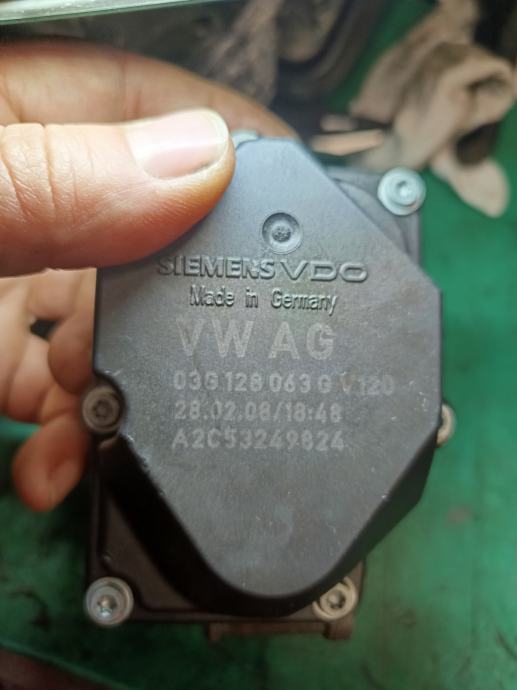 SIEMENS VDO
Made in Germany
VW AG
03G 128 063 G V120
28.02.08/18:48
A2C53249824